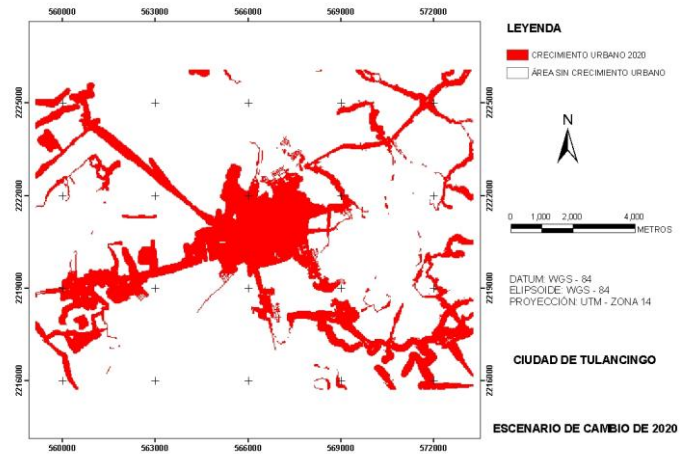 560000 563000 566000 569000 572000
2225000 2225000
2222000 2222000
2219000 2219000
2216000 2216000
560000 563000 566000 569000 572000
LEYENDA
CRECIMIENTO URBANO 2020
ÁREA SIN CRECIMIENTO URBANO
N
0 1,000 2,000 4,000
METROS
DATUM: WGS - 84
ELIPSOIDE: WGS - 84
PROYECCIÓN: UTM - ZONA 14
CIUDAD DE TULANCINGO
ESCENARIO DE CAMBIO DE 2020